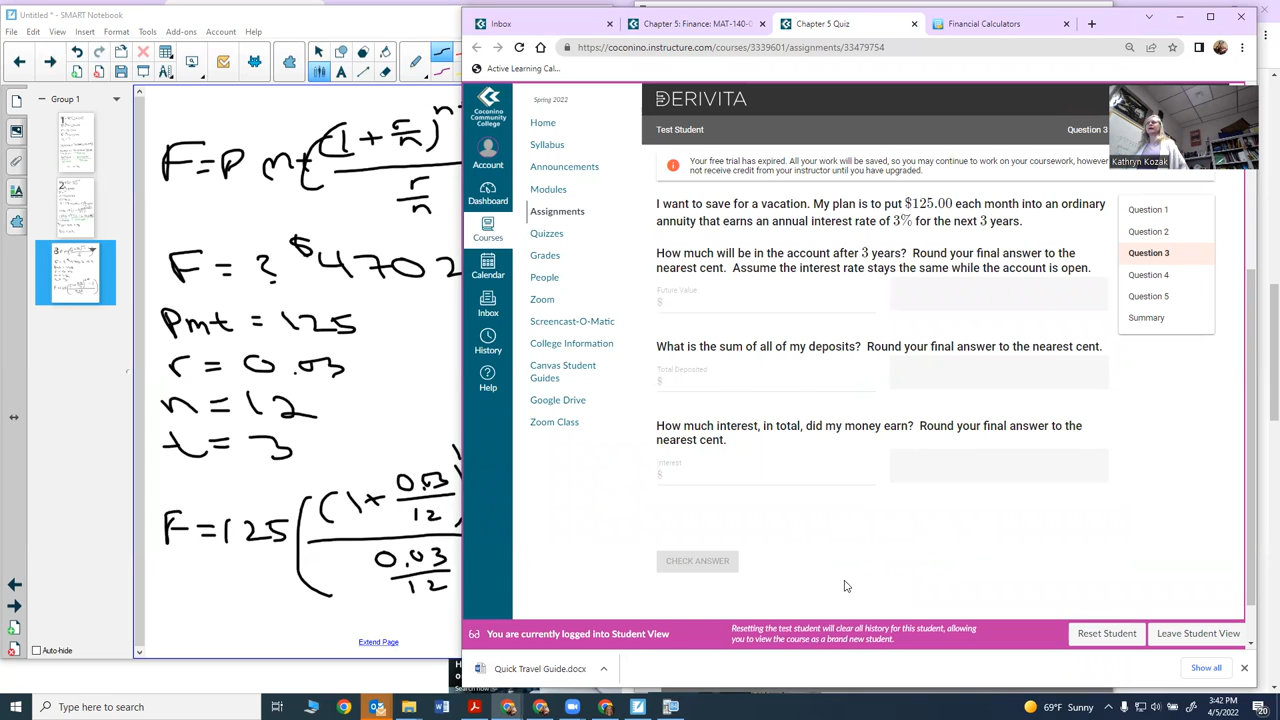 Untitled * - SMART Notebook
File Edit View Insert Format Tools Add-ons Account Help
Group 1
2
F = P mt ((1 + r/n)^n
r/n
F = ? $4702
Pmt = 125
r = 0.03
n = 12
t = 3
F = 125 ((1 + 0.03/12)
0.03/12
Extend Page
Auto-hide
Inbox
Chapter 5: Finance: MAT-140-
Chapter 5 Quiz
Financial Calculators
https://coconino.instructure.com/courses/3339601/assignments/33479754
Active Learning Cal...
Coconino
Community
College
Account
Dashboard
Courses
Calendar
Inbox
History
Help
Spring 2022
Home
Syllabus
Announcements
Modules
Assignments
Quizzes
Grades
People
Zoom
Screencast-O-Matic
College Information
Canvas Student
Guides
Google Drive
Zoom Class
DERIVITA
Test Student
Question 3
Your free trial has expired. All your work will be saved, so you may continue to work on your coursework, howeve
not receive credit from your instructor until you have upgraded.
Kathryn Kozak
I want to save for a vacation. My plan is to put $125.00 each month into an ordinary
annuity that earns an annual interest rate of 3% for the next 3 years.
How much will be in the account after 3 years? Round your final answer to the
nearest cent. Assume the interest rate stays the same while the account is open.
Future Value
$
What is the sum of all of my deposits? Round your final answer to the nearest cent.
Total Deposited
$
How much interest, in total, did my money earn? Round your final answer to the
nearest cent.
Interest
$
CHECK ANSWER
Question 1
Question 2
Question 3
Question 4
Question 5
Summary
You are currently logged into Student View
Resetting the test student will clear all history for this student, allowing
you to view the course as a brand new student.
Reset Student
Leave Student View
Quick Travel Guide.docx
Show all
Type here to search
69°F Sunny
3:42 PM
4/5/2022